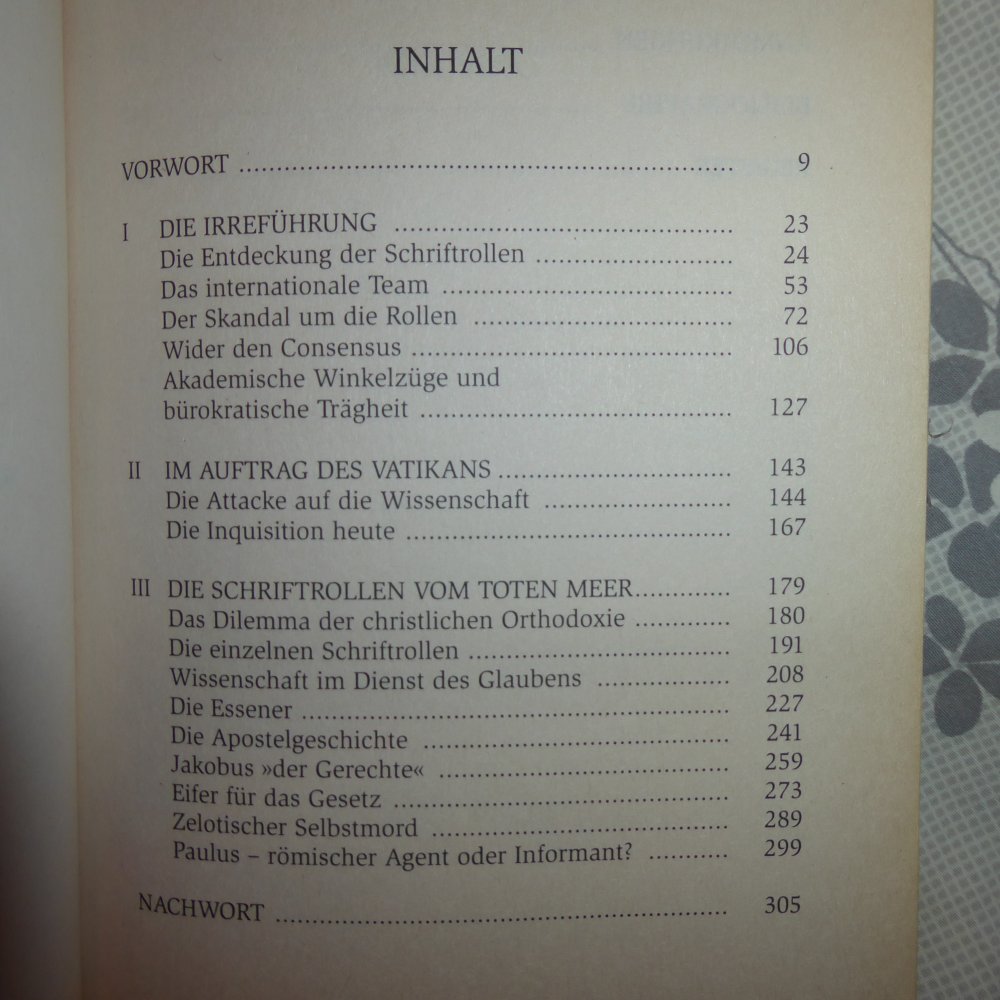 INHALT
VORWORT ........ 9
I DIE IRREFÜHRUNG ........ 23
Die Entdeckung der Schriftrollen ........ 24
Das internationale Team ........ 53
Der Skandal um die Rollen ........ 72
Wider den Consensus ........ 106
Akademische Winkelzüge und
bürokratische Trägheit ........ 127
II IM AUFTRAG DES VATIKANS ........ 143
Die Attacke auf die Wissenschaft ........ 144
Die Inquisition heute ........ 167
III DIE SCHRIFTROLLEN VOM TOTEN MEER ........ 179
Das Dilemma der christlichen Orthodoxie ........ 180
Die einzelnen Schriftrollen ........ 191
Wissenschaft im Dienst des Glaubens ........ 208
Die Essener ........ 227
Die Apostelgeschichte ........ 241
Jakobus »der Gerechte« ........ 259
Eifer für das Gesetz ........ 273
Zelotischer Selbstmord ........ 289
Paulus – römischer Agent oder Informant? ........ 299
NACHWORT ........ 305